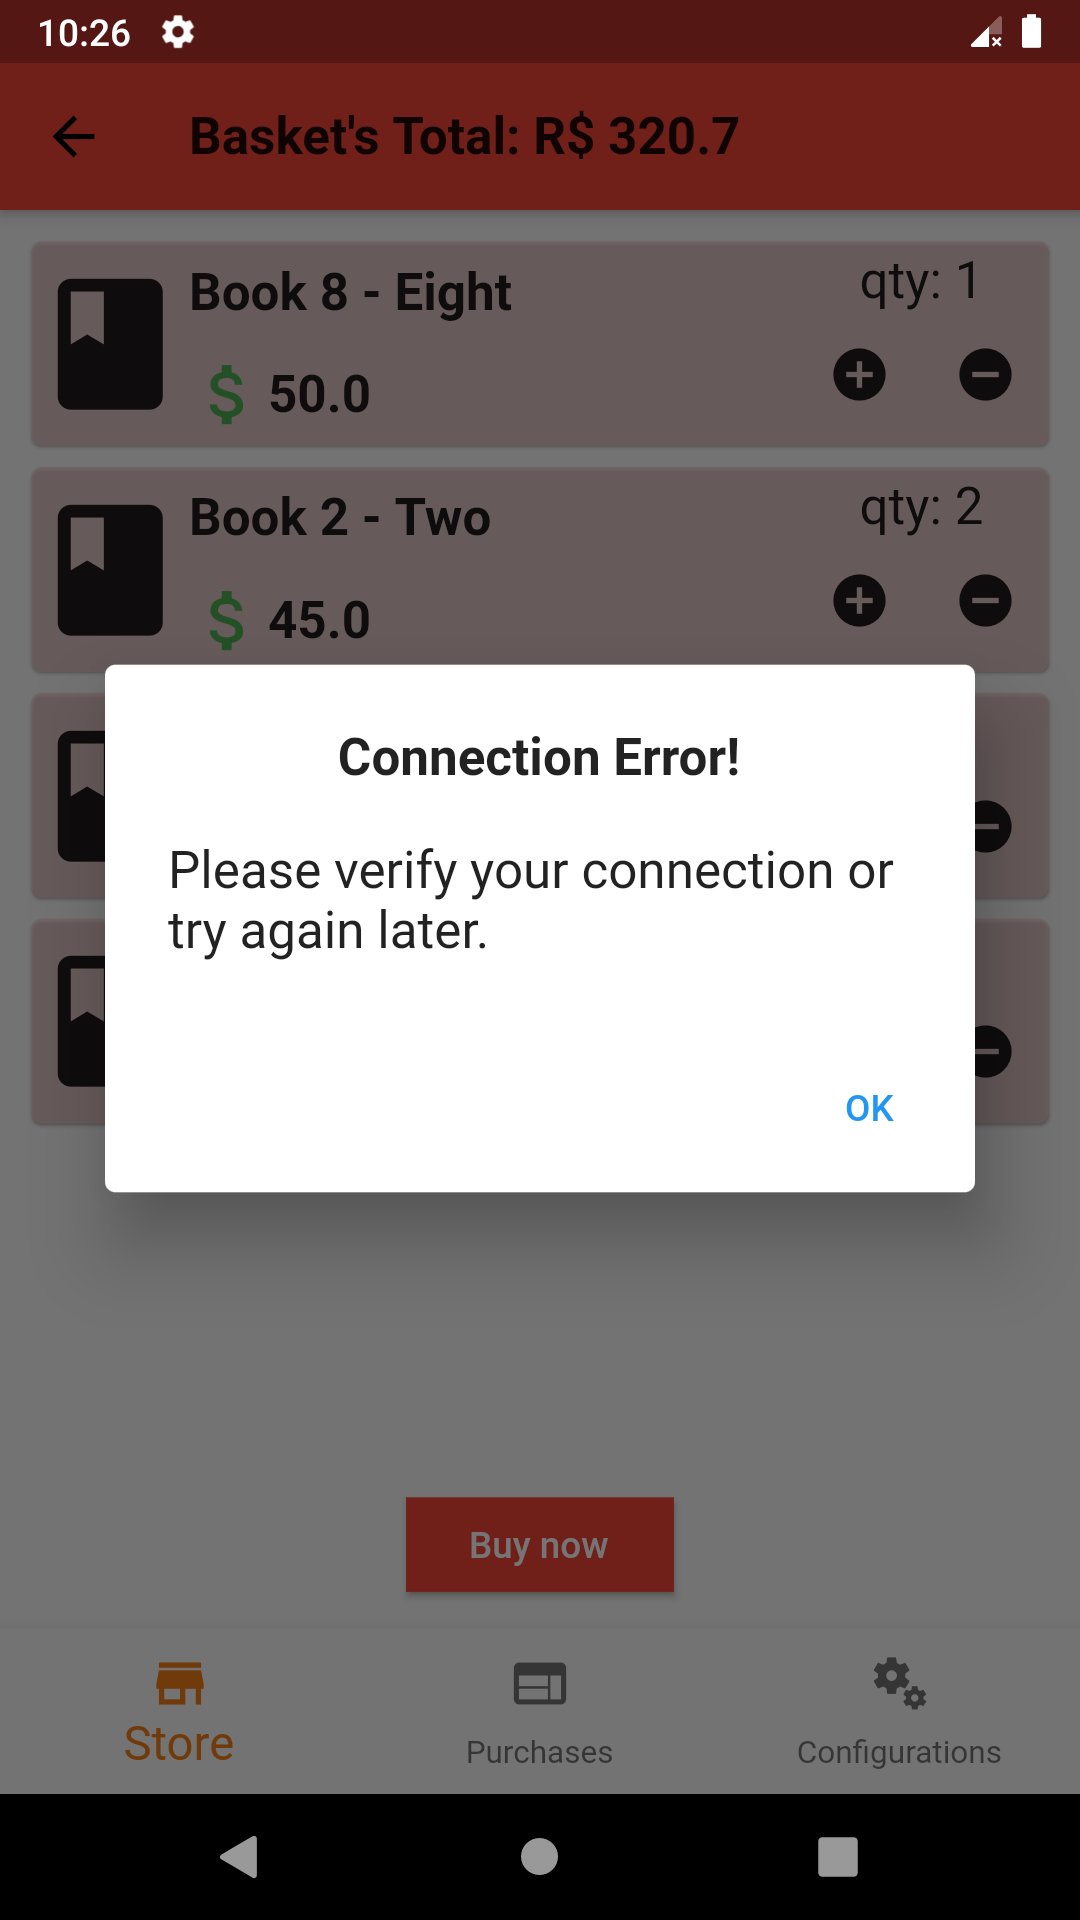 10:26
Basket's Total: R$ 320.7
Book 8 - Eight
qty: 1
$ 50.0
Book 2 - Two
qty: 2
$ 45.0
Connection Error!
Please verify your connection or
try again later.
OK
Buy now
Store
Purchases
Configurations